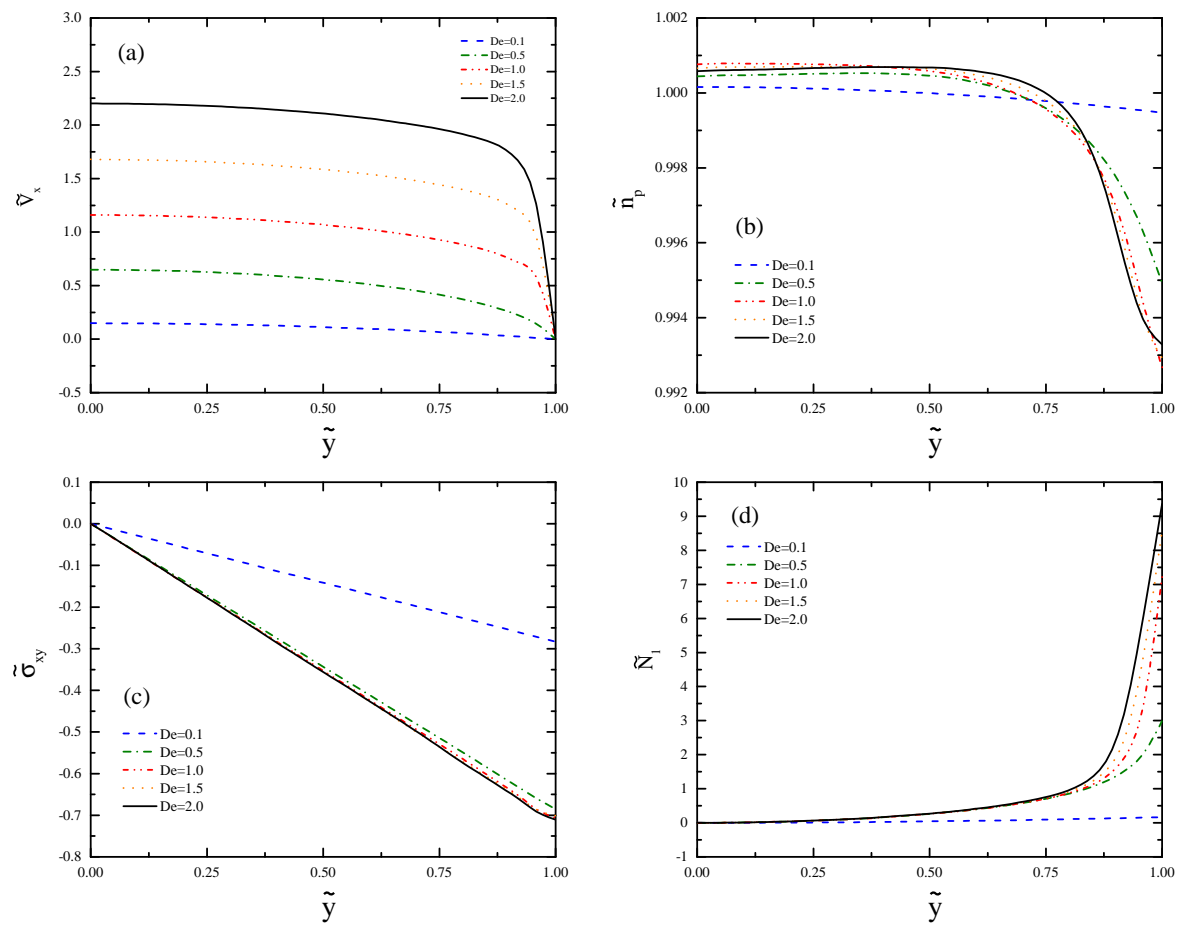 3.0
2.5
2.0
1.5
1.0
0.5
0.0
-0.5
ṽx
(a)
De=0.1
De=0.5
De=1.0
De=1.5
De=2.0
0.00 0.25 0.50 0.75 1.00
ỹ
1.002
1.000
0.998
0.996
0.994
0.992
ñp
(b)
De=0.1
De=0.5
De=1.0
De=1.5
De=2.0
0.00 0.25 0.50 0.75 1.00
ỹ
0.1
0.0
-0.1
-0.2
-0.3
-0.4
-0.5
-0.6
-0.7
-0.8
σ̃xy
(c)
De=0.1
De=0.5
De=1.0
De=1.5
De=2.0
0.00 0.25 0.50 0.75 1.00
ỹ
10
9
8
7
6
5
4
3
2
1
0
-1
Ñ1
(d)
De=0.1
De=0.5
De=1.0
De=1.5
De=2.0
0.00 0.25 0.50 0.75 1.00
ỹ